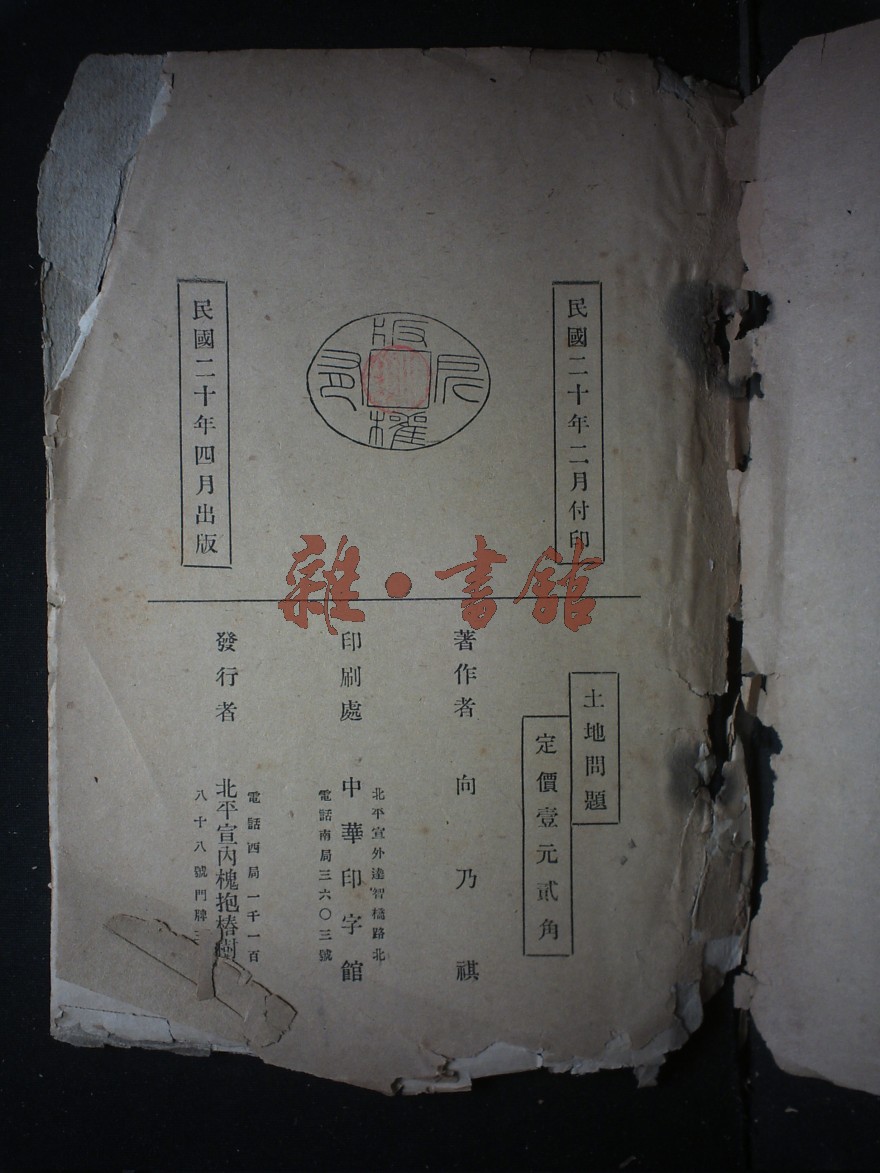 民國二十年二月付印
版權所有
民國二十年四月出版
雜·書館
土地問題
定價壹元貳角
著作者 向乃祺
印刷處 中華印字館
北平宣外達智橋路北
電話南局三六〇三號
發行者 北平宣內槐抱椿樹
電話西局一千一百
八十八號門牌